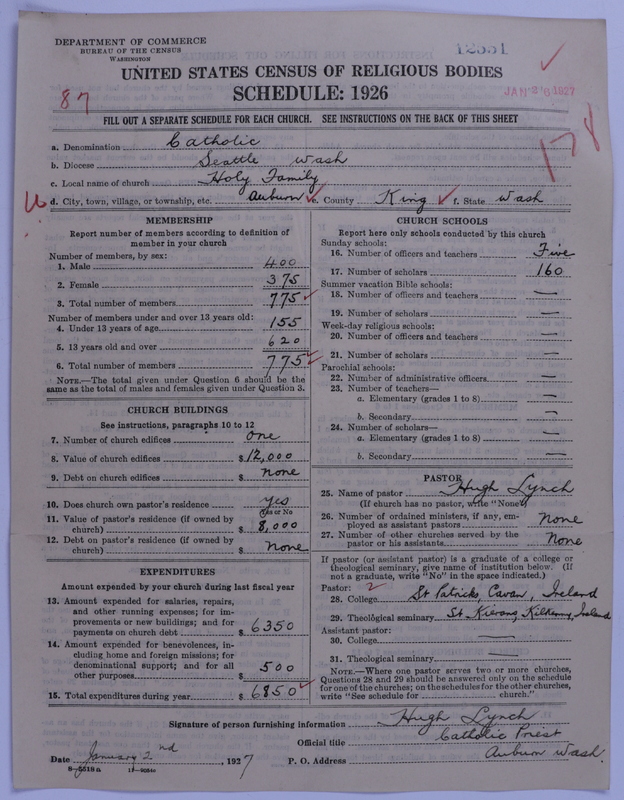 DEPARTMENT OF COMMERCE
BUREAU OF THE CENSUS
WASHINGTON
12551
UNITED STATES CENSUS OF RELIGIOUS BODIES
SCHEDULE: 1926
87
JAN 26 1927
178
FILL OUT A SEPARATE SCHEDULE FOR EACH CHURCH. SEE INSTRUCTIONS ON THE BACK OF THIS SHEET
a. Denomination Catholic
b. Diocese Seattle Wash
c. Local name of church Holy Family
d. City, town, village, or township, etc. Auburn e. County King f. State Wash
MEMBERSHIP
Report number of members according to definition of
member in your church
Number of members, by sex:
1. Male 400
2. Female 375
3. Total number of members 775
Number of members under and over 13 years old:
4. Under 13 years of age 155
5. 13 years old and over 620
6. Total number of members 775
NOTE.—The total given under Question 6 should be the
same as the total of males and females given under Question 3.
CHURCH BUILDINGS
See instructions, paragraphs 10 to 12
7. Number of church edifices One
8. Value of church edifices $12,000
9. Debt on church edifices $ None
10. Does church own pastor's residence Yes
Yes or No
11. Value of pastor's residence (if owned by
church) $ 8,000
12. Debt on pastor's residence (if owned by
church) $ None
EXPENDITURES
Amount expended by your church during last fiscal year
13. Amount expended for salaries, repairs,
and other running expenses; for im-
provements or new buildings; and for
payments on church debt $ 6350
14. Amount expended for benevolences, in-
cluding home and foreign missions; for
denominational support; and for all
other purposes $ 500
15. Total expenditures during year $ 6850
CHURCH SCHOOLS
Report here only schools conducted by this church
Sunday schools:
16. Number of officers and teachers Five
17. Number of scholars 160
Summer vacation Bible schools:
18. Number of officers and teachers —
19. Number of scholars —
Week-day religious schools:
20. Number of officers and teachers —
21. Number of scholars —
Parochial schools:
22. Number of administrative officers —
23. Number of teachers—
a. Elementary (grades 1 to 8) —
b. Secondary —
24. Number of scholars—
a. Elementary (grades 1 to 8) —
b. Secondary —
PASTOR
25. Name of pastor Hugh Lynch
(If church has no pastor, write "None")
26. Number of ordained ministers, if any, em-
ployed as assistant pastors None
27. Number of other churches served by the
pastor or his assistants None
If pastor (or assistant pastor) is a graduate of a college or
theological seminary, give name of institution below. (If
not a graduate, write "No" in the space indicated.)
Pastor: 2
28. College St Patricks Cavan, Ireland
29. Theological seminary St Kierans, Kilkenny, Ireland
Assistant pastor:
30. College —
31. Theological seminary —
NOTE.—Where one pastor serves two or more churches,
Questions 28 and 29 should be answered only on the schedule
for one of the churches; on the schedules for the other churches,
write "See schedule for church."
Signature of person furnishing information Hugh Lynch
Official title Catholic Priest
Date January 2nd, 1927 P. O. Address Auburn Wash.
8-5518a